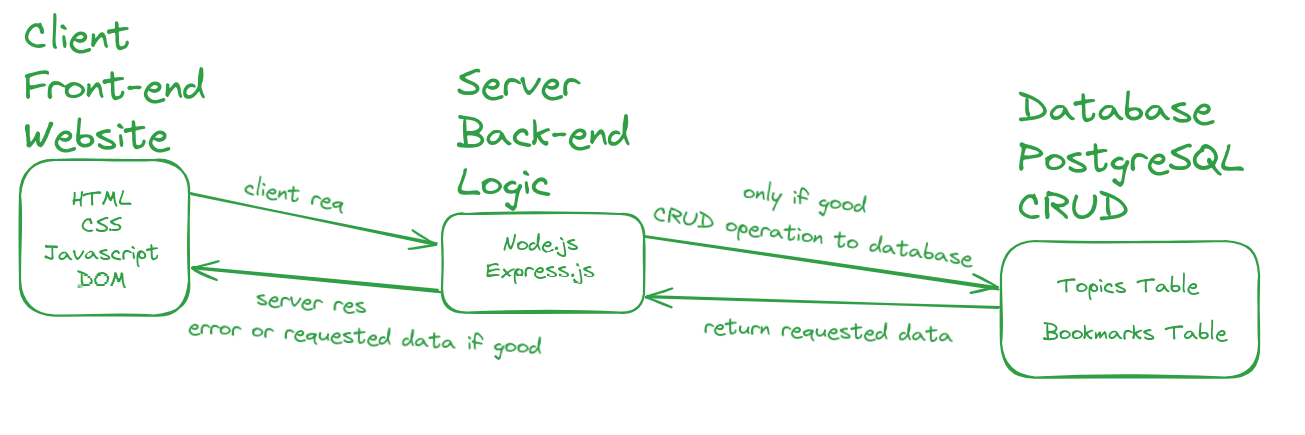 Client
Front-end
Website
HTML
CSS
Javascript
DOM
client req
server res
error or requested data if good
Server
Back-end
Logic
Node.js
Express.js
only if good
CRUD operation to database
return requested data
Database
PostgreSQL
CRUD
Topics Table
Bookmarks Table